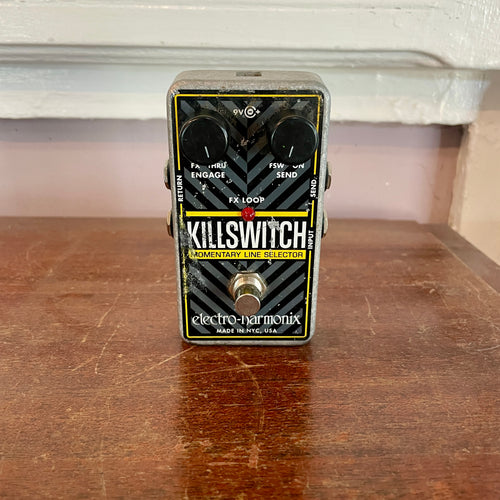 9V +
FX THRU
ENGAGE
FSW ON
SEND
RETURN
SEND
FX LOOP
KILLSWITCH
INPUT
MOMENTARY LINE SELECTOR
electro-harmonix
MADE IN NYC, USA